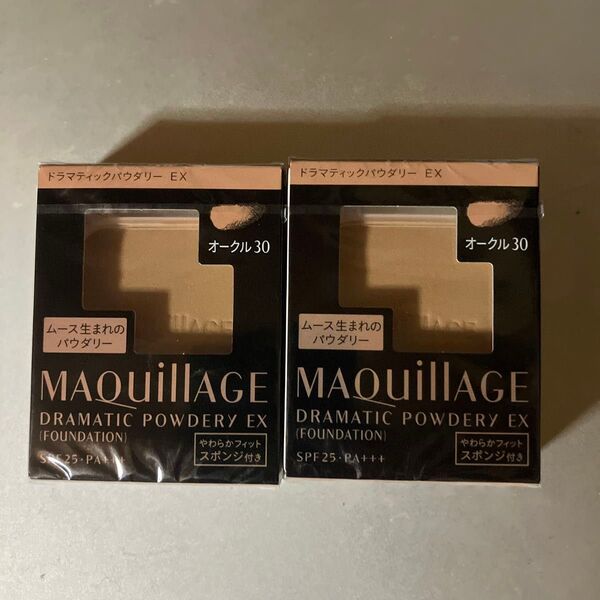 ドラマティックパウダリー EX
オークル30
ムース生まれの
パウダリー
MAQuillAGE
DRAMATIC POWDERY EX
(FOUNDATION)
SPF25・PA+++
やわらかフィット
スポンジ付き
ドラマティックパウダリー EX
オークル30
ムース生まれの
パウダリー
MAQuillAGE
DRAMATIC POWDERY EX
(FOUNDATION)
SPF25・PA+++
やわらかフィット
スポンジ付き